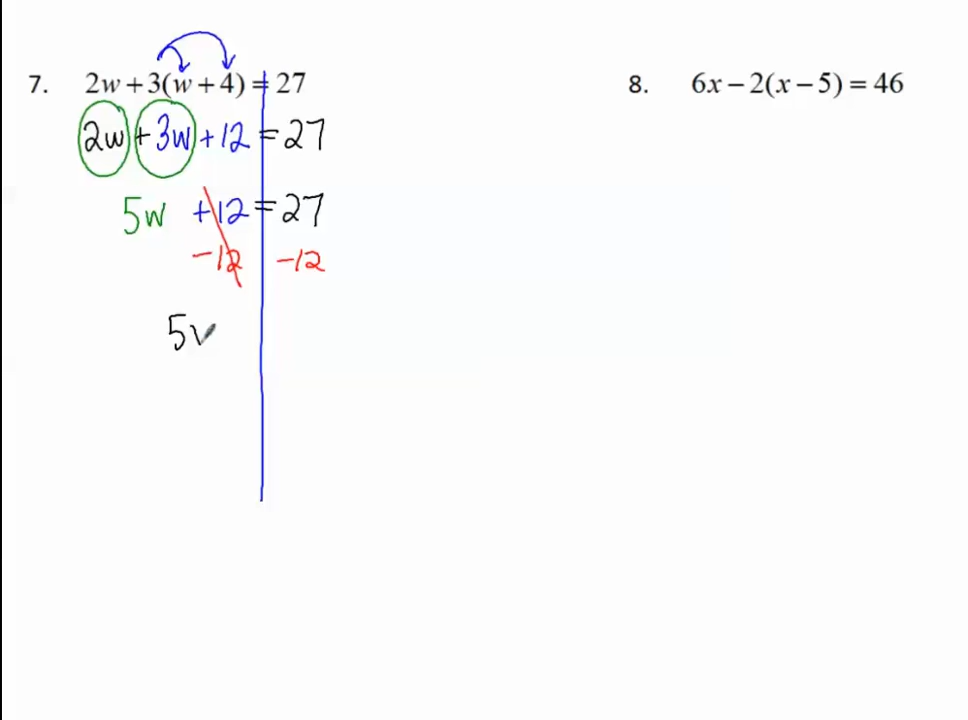 7. 2w + 3(w + 4) = 27
2w + 3w + 12 = 27
5w + 12 = 27
-12 -12
5w
8. 6x − 2(x − 5) = 46